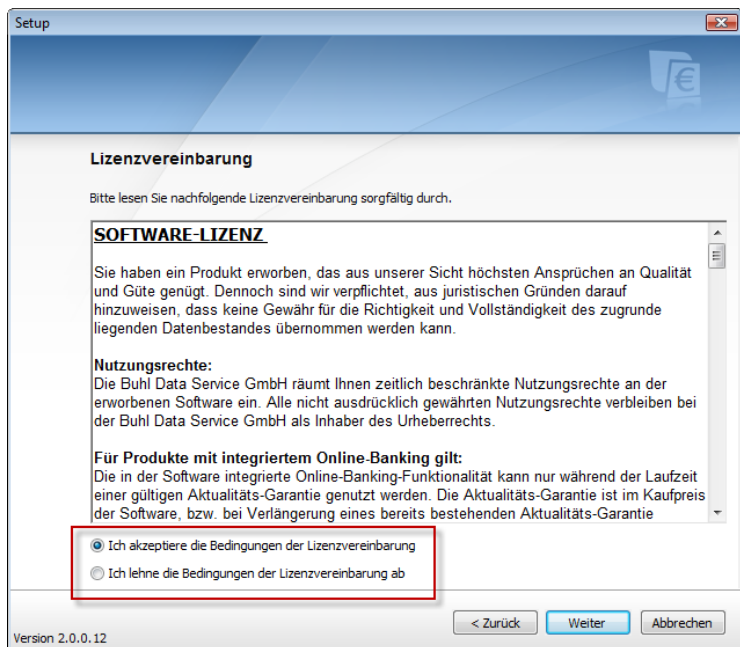 Setup
€
Lizenzvereinbarung
Bitte lesen Sie nachfolgende Lizenzvereinbarung sorgfältig durch.
SOFTWARE-LIZENZ
Sie haben ein Produkt erworben, das aus unserer Sicht höchsten Ansprüchen an Qualität
und Güte genügt. Dennoch sind wir verpflichtet, aus juristischen Gründen darauf
hinzuweisen, dass keine Gewähr für die Richtigkeit und Vollständigkeit des zugrunde
liegenden Datenbestandes übernommen werden kann.
Nutzungsrechte:
Die Buhl Data Service GmbH räumt Ihnen zeitlich beschränkte Nutzungsrechte an der
erworbenen Software ein. Alle nicht ausdrücklich gewährten Nutzungsrechte verbleiben bei
der Buhl Data Service GmbH als Inhaber des Urheberrechts.
Für Produkte mit integriertem Online-Banking gilt:
Die in der Software integrierte Online-Banking-Funktionalität kann nur während der Laufzeit
einer gültigen Aktualitäts-Garantie genutzt werden. Die Aktualitäts-Garantie ist im Kaufpreis
der Software, bzw. bei Verlängerung eines bereits bestehenden Aktualitäts-Garantie
Ich akzeptiere die Bedingungen der Lizenzvereinbarung
Ich lehne die Bedingungen der Lizenzvereinbarung ab
< Zurück Weiter Abbrechen
Version 2.0.0.12